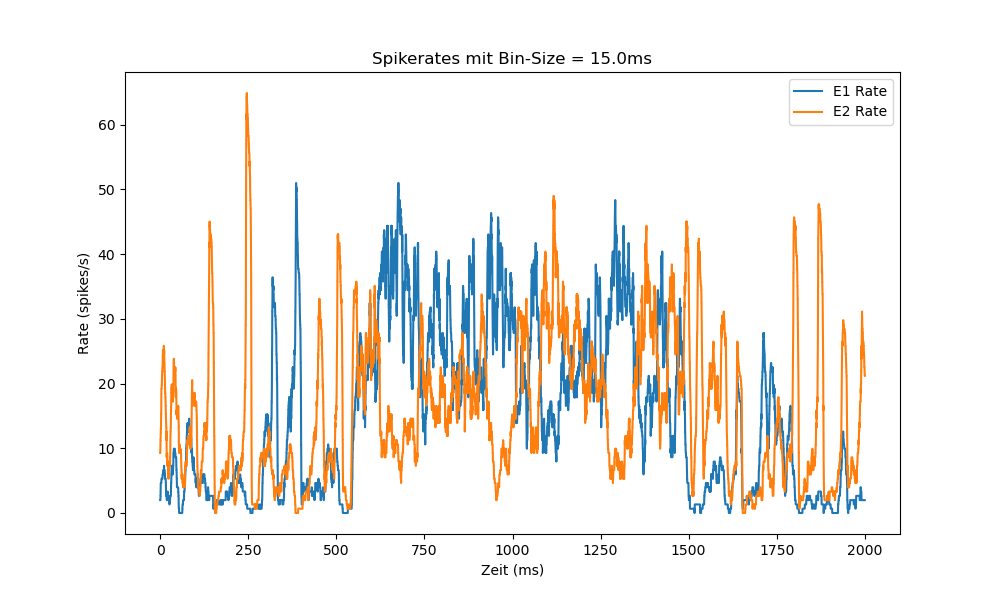 Spikerates mit Bin-Size = 15.0ms
E1 Rate
E2 Rate
60
50
40
30
20
10
0
Rate (spikes/s)
0 250 500 750 1000 1250 1500 1750 2000
Zeit (ms)